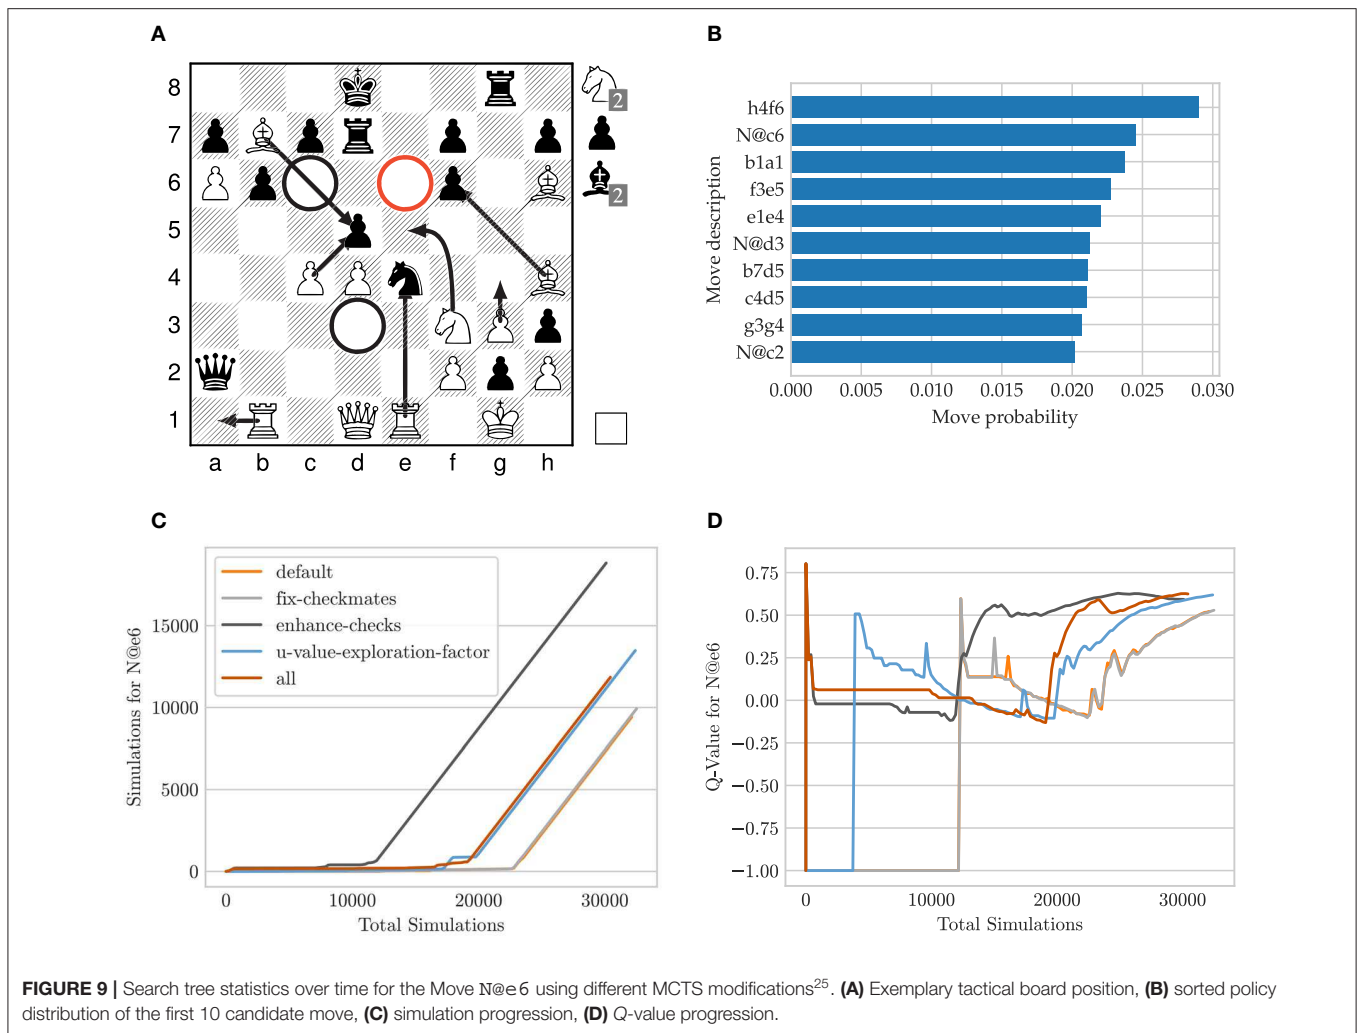 A
8
7
6
5
4
3
2
1
a b c d e f g h
2
2
B
Move description
h4f6
N@c6
b1a1
f3e5
e1e4
N@d3
b7d5
c4d5
g3g4
N@c2
0.000 0.005 0.010 0.015 0.020 0.025 0.030
Move probability
C
Simulations for N@e6
default
fix-checkmates
enhance-checks
u-value-exploration-factor
all
15000
10000
5000
0
0 10000 20000 30000
Total Simulations
D
Q-Value for N@e6
0.75
0.50
0.25
0.00
−0.25
−0.50
−0.75
−1.00
0 10000 20000 30000
Total Simulations
FIGURE 9 | Search tree statistics over time for the Move N@e6 using different MCTS modifications²⁵. (A) Exemplary tactical board position, (B) sorted policy
distribution of the first 10 candidate move, (C) simulation progression, (D) Q-value progression.